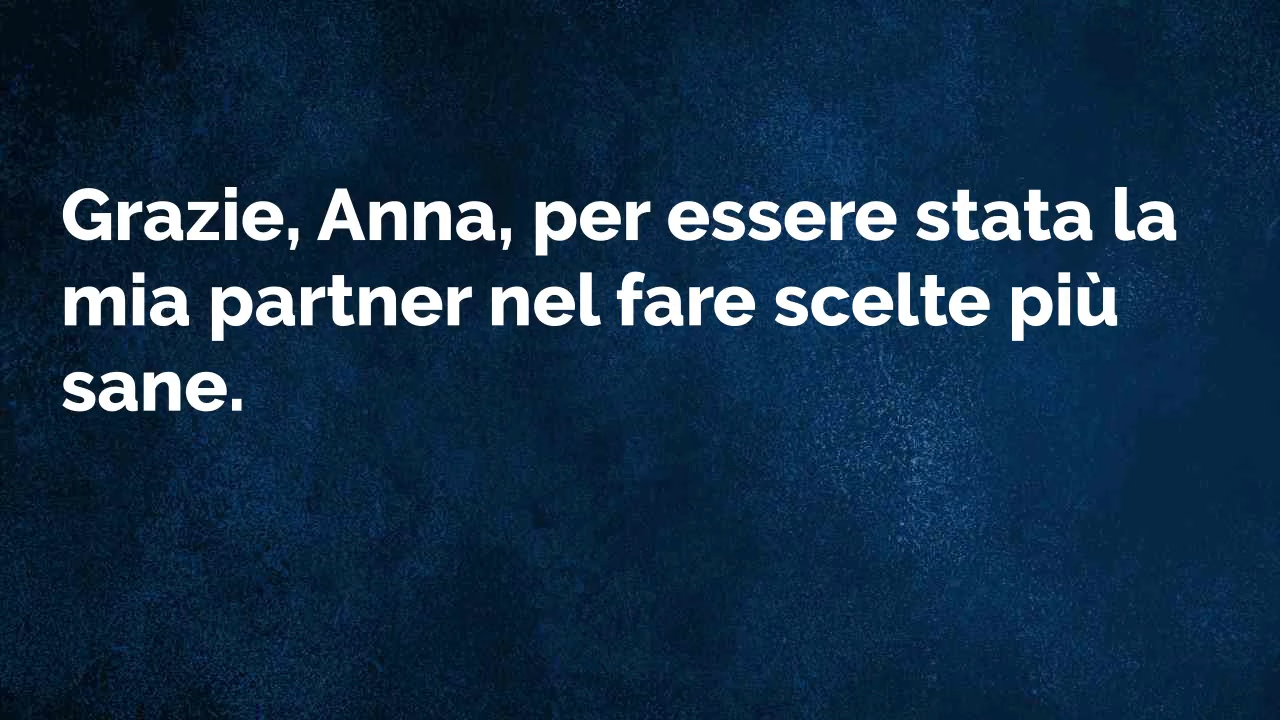 Grazie, Anna, per essere stata la
mia partner nel fare scelte più
sane.